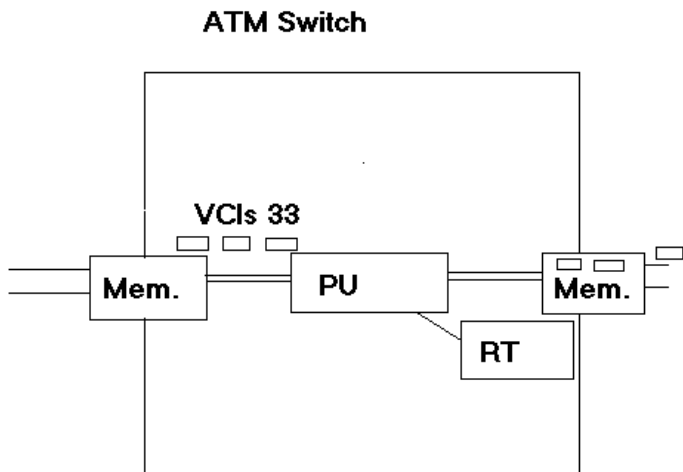 ATM Switch
VCIs 33
Mem.
PU
Mem.
RT